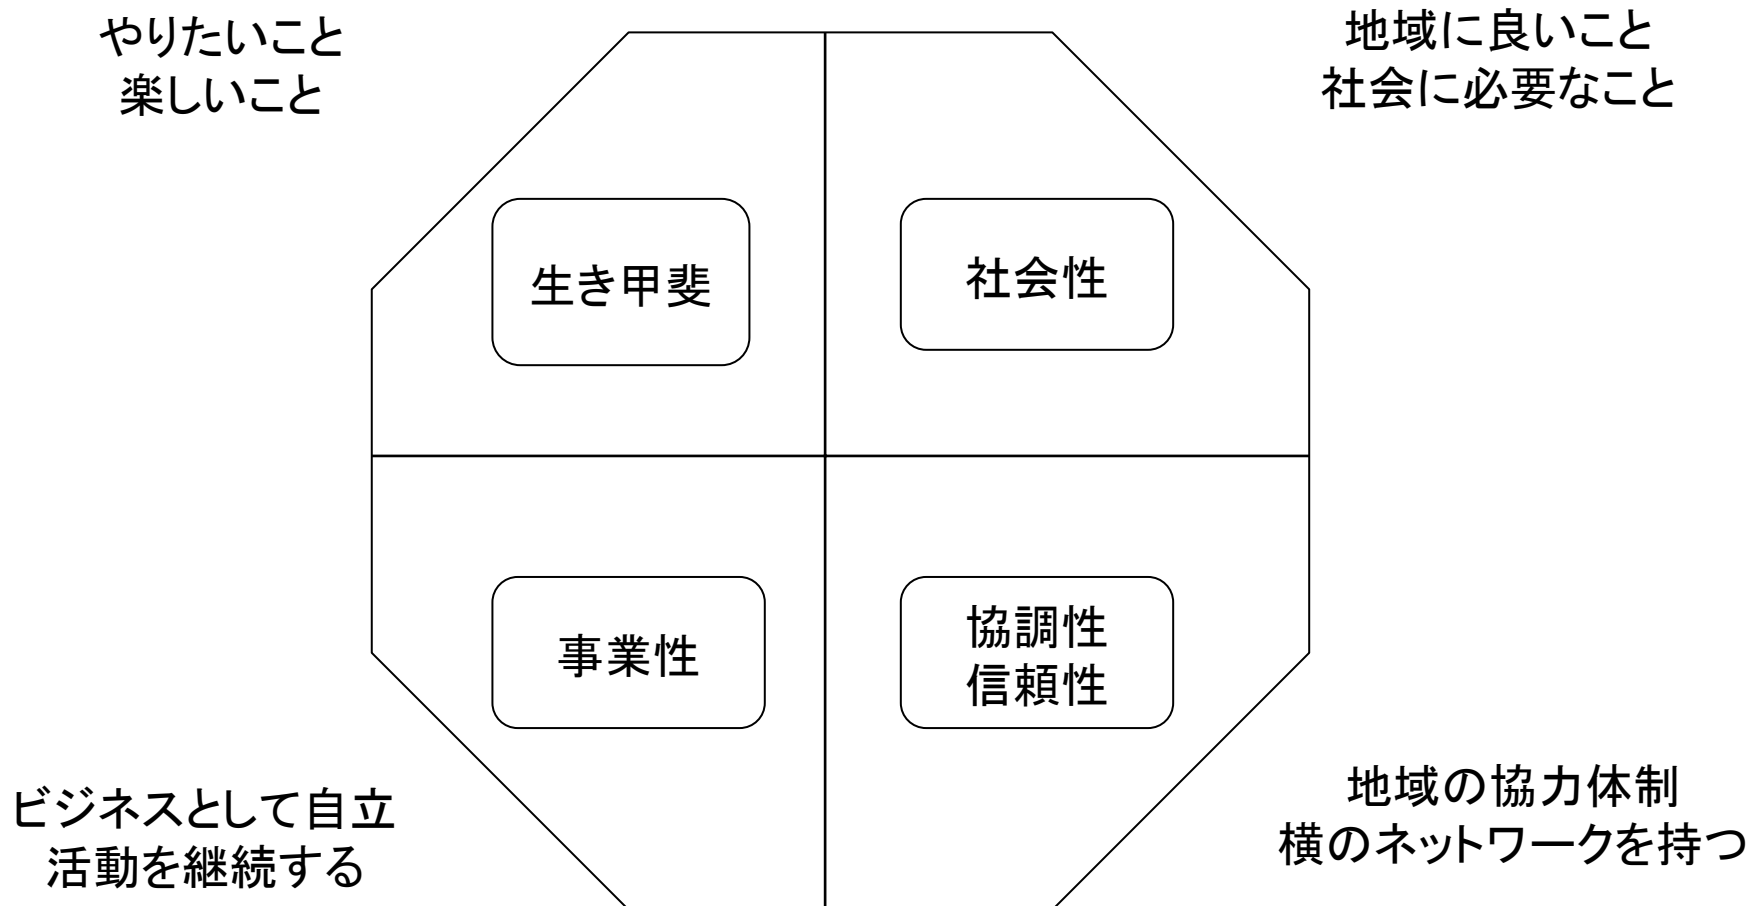 やりたいこと
楽しいこと
地域に良いこと
社会に必要なこと
生き甲斐
社会性
事業性
協調性
信頼性
ビジネスとして自立
活動を継続する
地域の協力体制
横のネットワークを持つ